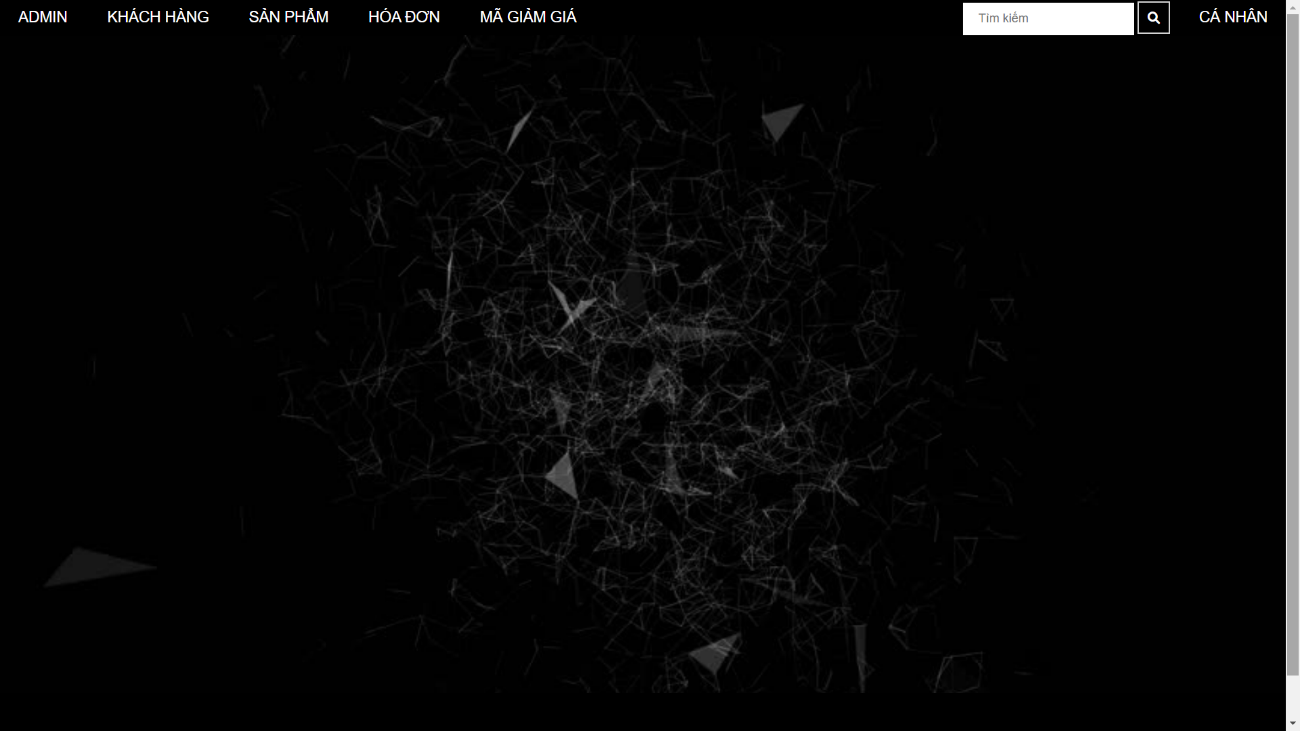 ADMIN KHÁCH HÀNG SẢN PHẨM HÓA ĐƠN MÃ GIẢM GIÁ Tìm kiếm CÁ NHÂN